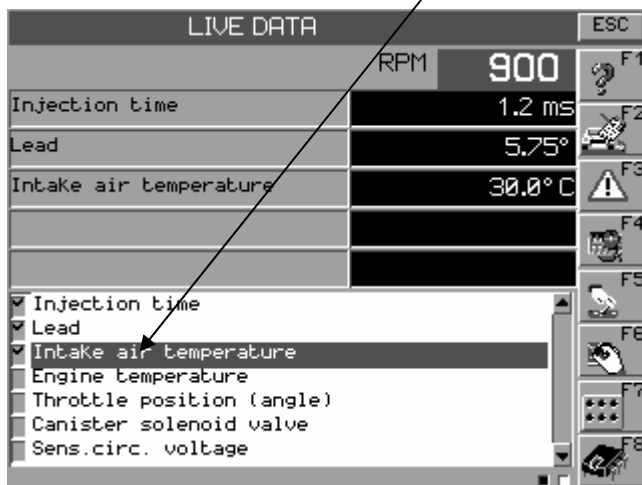 LIVE DATA ESC
RPM 900 F1
Injection time 1.2 ms F2
Lead 5.75°
Intake air temperature 30.0°C F3
F4
Injection time F5
Lead
Intake air temperature F6
Engine temperature
Throttle position (angle) F7
Canister solenoid valve
Sens.circ. voltage F8